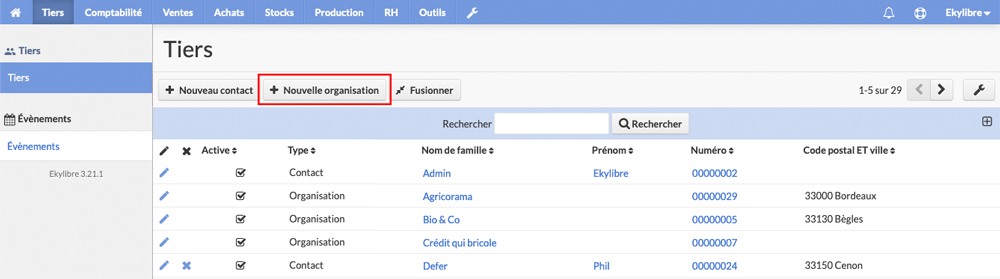 Tiers Comptabilité Ventes Achats Stocks Production RH Outils Ekylibre
Tiers
Tiers
Tiers
Nouveau contact Nouvelle organisation Fusionner 1-5 sur 29
Évènements
Rechercher Rechercher
Évènements
Active Type Nom de famille Prénom Numéro Code postal ET ville
Ekylibre 3.21.1
Contact Admin Ekylibre 00000002
Organisation Agricorama 00000029 33000 Bordeaux
Organisation Bio & Co 00000005 33130 Bègles
Organisation Crédit qui bricole 00000007
Contact Defer Phil 00000024 33150 Cenon